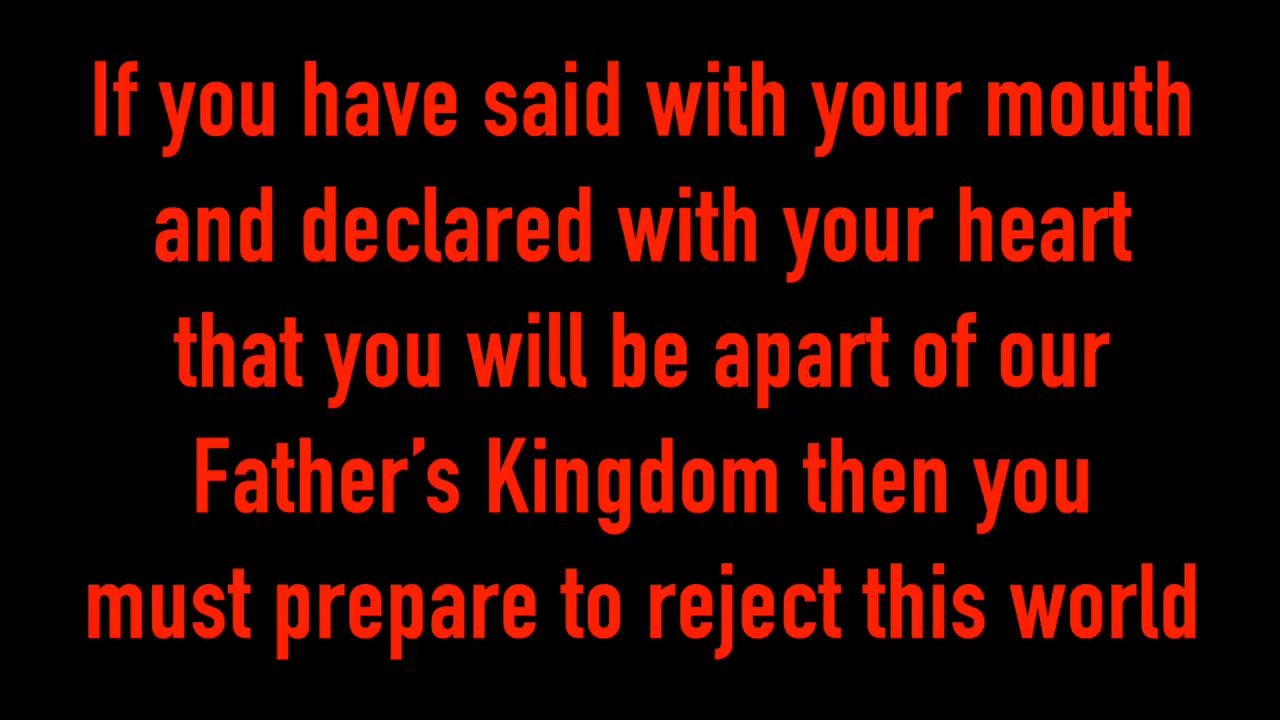 If you have said with your mouth
and declared with your heart
that you will be apart of our
Father’s Kingdom then you
must prepare to reject this world